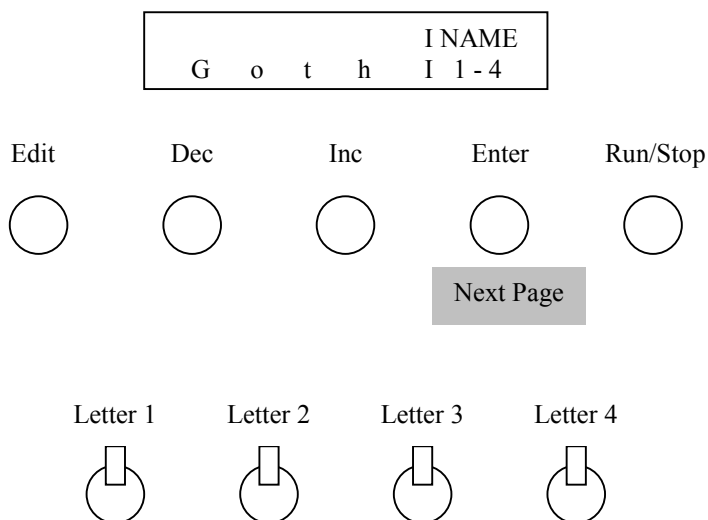 I NAME
G o t h I 1 - 4
Edit Dec Inc Enter Run/Stop
Next Page
Letter 1 Letter 2 Letter 3 Letter 4